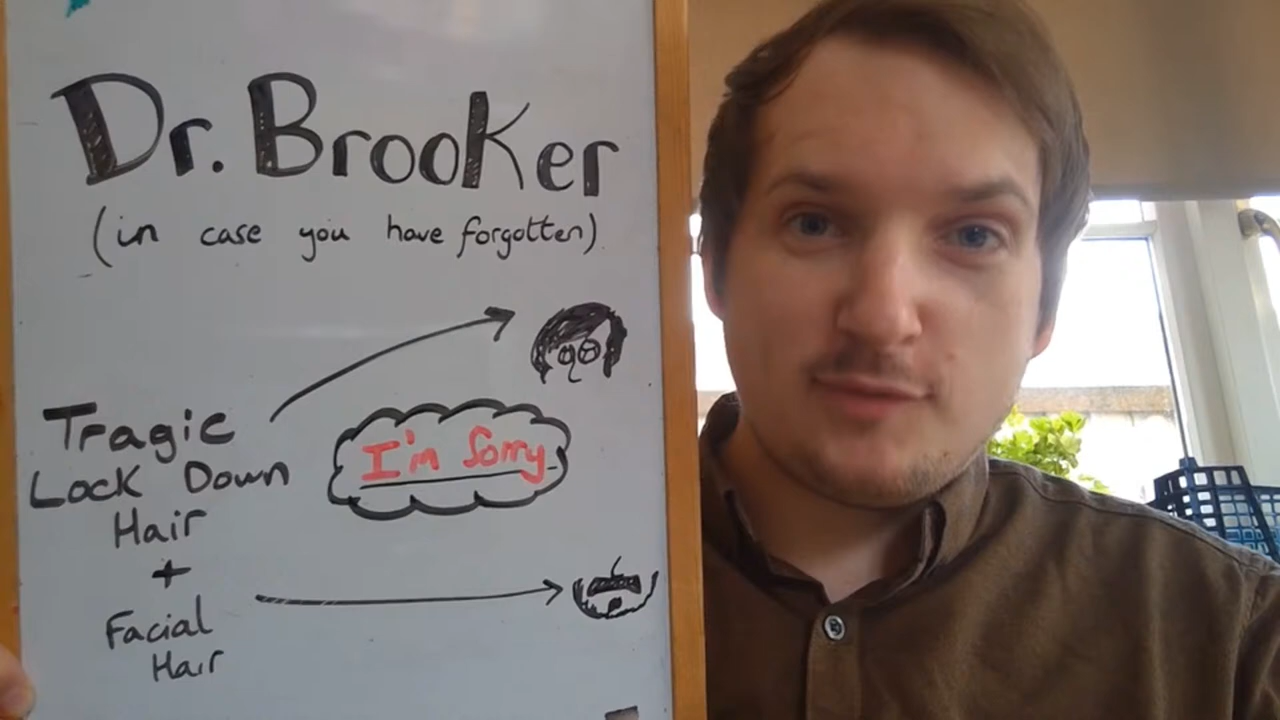 Dr. Brooker
(in case you have forgotten)
Tragic
Lock Down
Hair
+
Facial
Hair
I'm Sorry